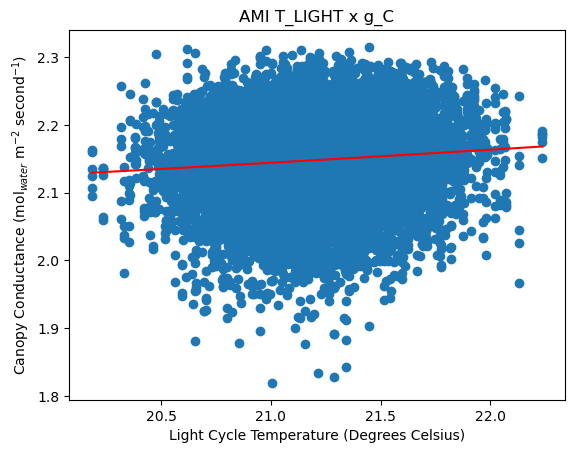 AMI T_LIGHT x g_C
Canopy Conductance (mol_water m⁻² second⁻¹)
2.3
2.2
2.1
2.0
1.9
1.8
20.5 21.0 21.5 22.0
Light Cycle Temperature (Degrees Celsius)